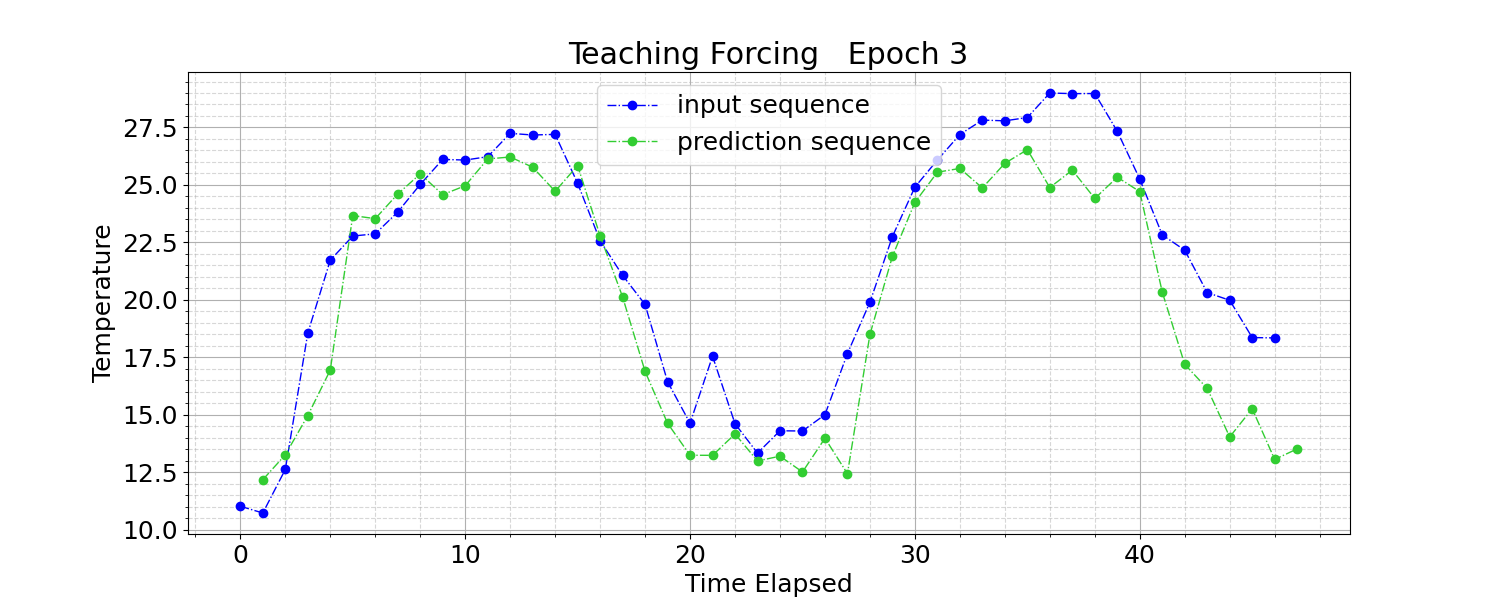 Teaching Forcing   Epoch 3
input sequence
prediction sequence
27.5
25.0
22.5
20.0
17.5
15.0
12.5
10.0
Temperature
0 10 20 30 40
Time Elapsed